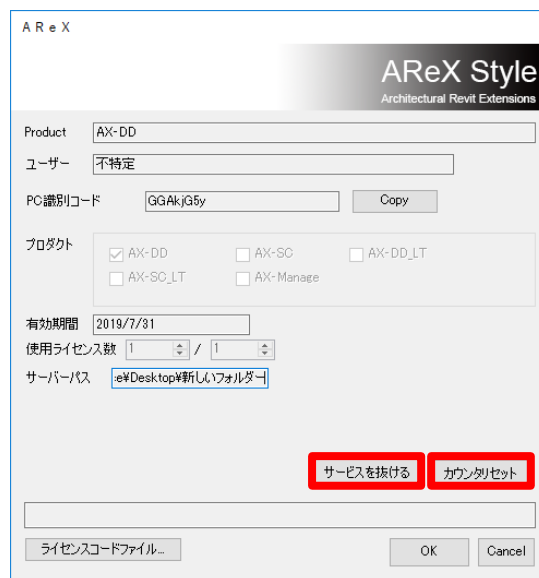 AReX
AReX Style
Architectural Revit Extensions
Product AX-DD
ユーザー 不特定
PC識別コード GGAkjG5y Copy
プロダクト AX-DD AX-SC AX-DD_LT
AX-SC_LT AX-Manage
有効期間 2019/7/31
使用ライセンス数 1 / 1
サーバーパス :e¥Desktop¥新しいフォルダー
サービスを抜ける カウンタリセット
ライセンスコードファイル... OK Cancel